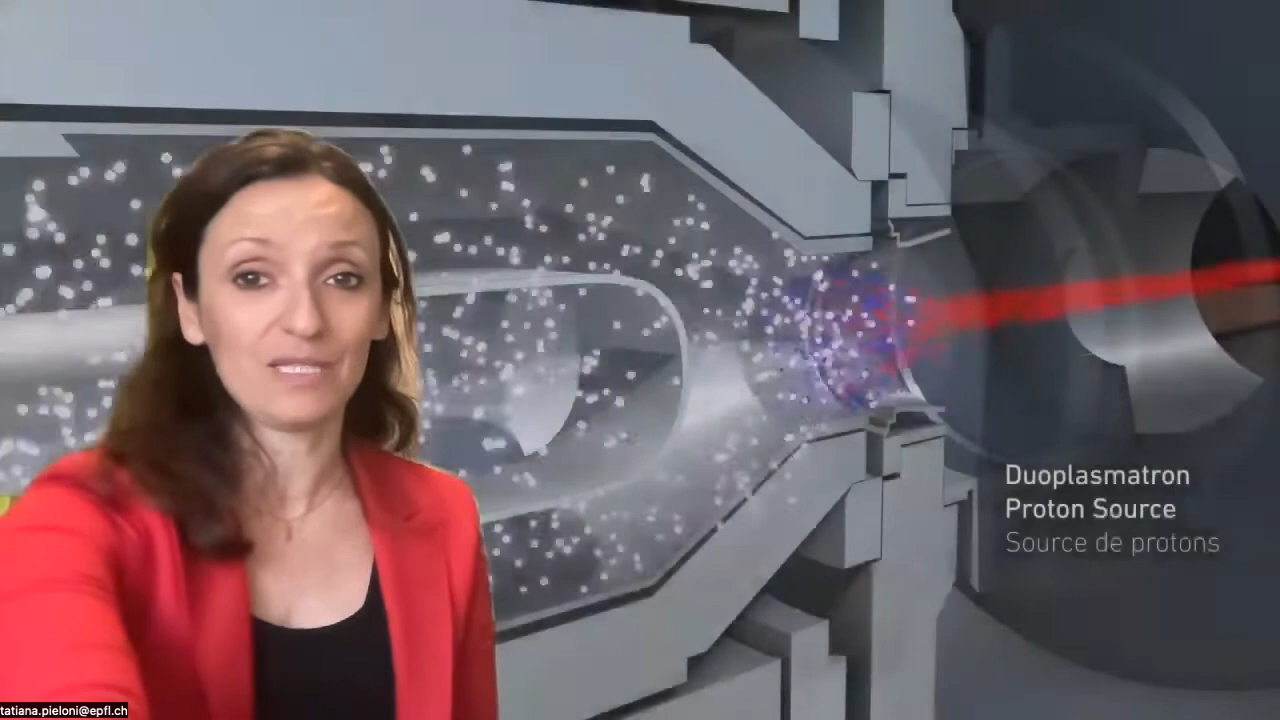 Duoplasmatron
Proton Source
Source de protons
tatiana.pieloni@epfl.ch